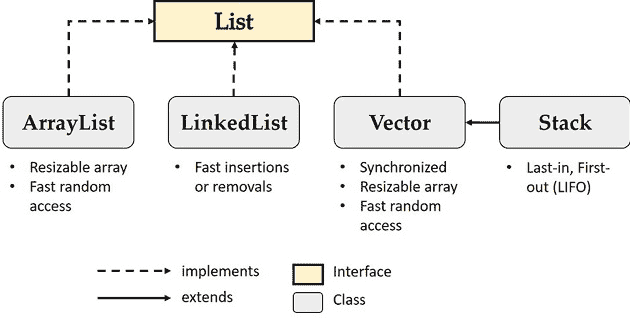 List
ArrayList
LinkedList
Vector
Stack
• Resizable array
• Fast random
access
• Fast insertions
or removals
• Synchronized
• Resizable array
• Fast random
access
• Last-in, First-
out (LIFO)
implements
extends
Interface
Class